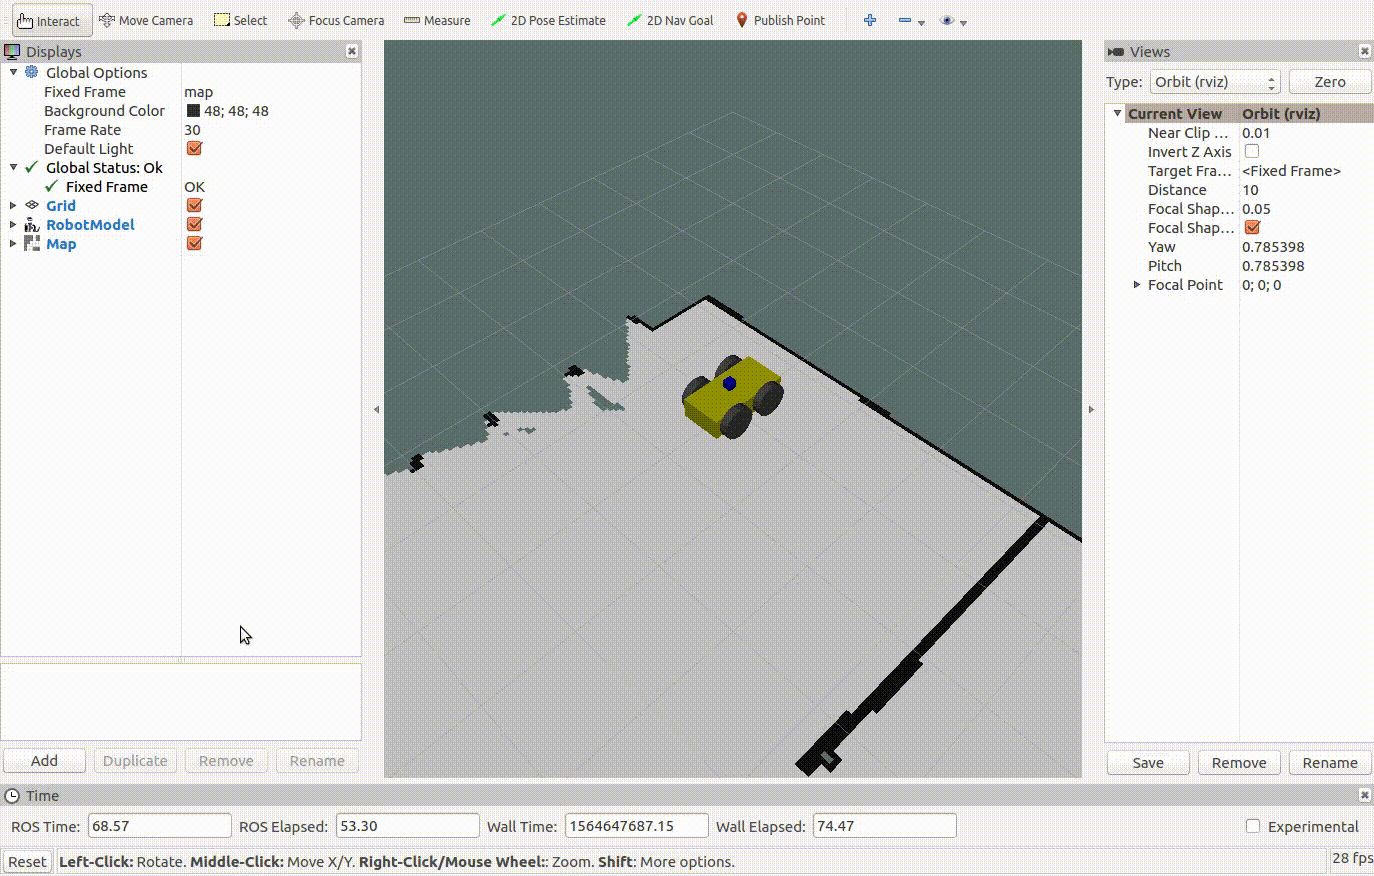 Interact Move Camera Select Focus Camera Measure 2D Pose Estimate 2D Nav Goal Publish Point
Displays
Global Options
Fixed Frame map
Background Color 48; 48; 48
Frame Rate 30
Default Light
Global Status: Ok
Fixed Frame OK
Grid
RobotModel
Map
Add Duplicate Remove Rename
Views
Type: Orbit (rviz) Zero
Current View Orbit (rviz)
Near Clip ... 0.01
Invert Z Axis
Target Fra... <Fixed Frame>
Distance 10
Focal Shap... 0.05
Focal Shap...
Yaw 0.785398
Pitch 0.785398
Focal Point 0; 0; 0
Save Remove Rename
Time
ROS Time: 68.57 ROS Elapsed: 53.30 Wall Time: 1564647687.15 Wall Elapsed: 74.47 Experimental
Reset Left-Click: Rotate. Middle-Click: Move X/Y. Right-Click/Mouse Wheel:: Zoom. Shift: More options. 28 fps